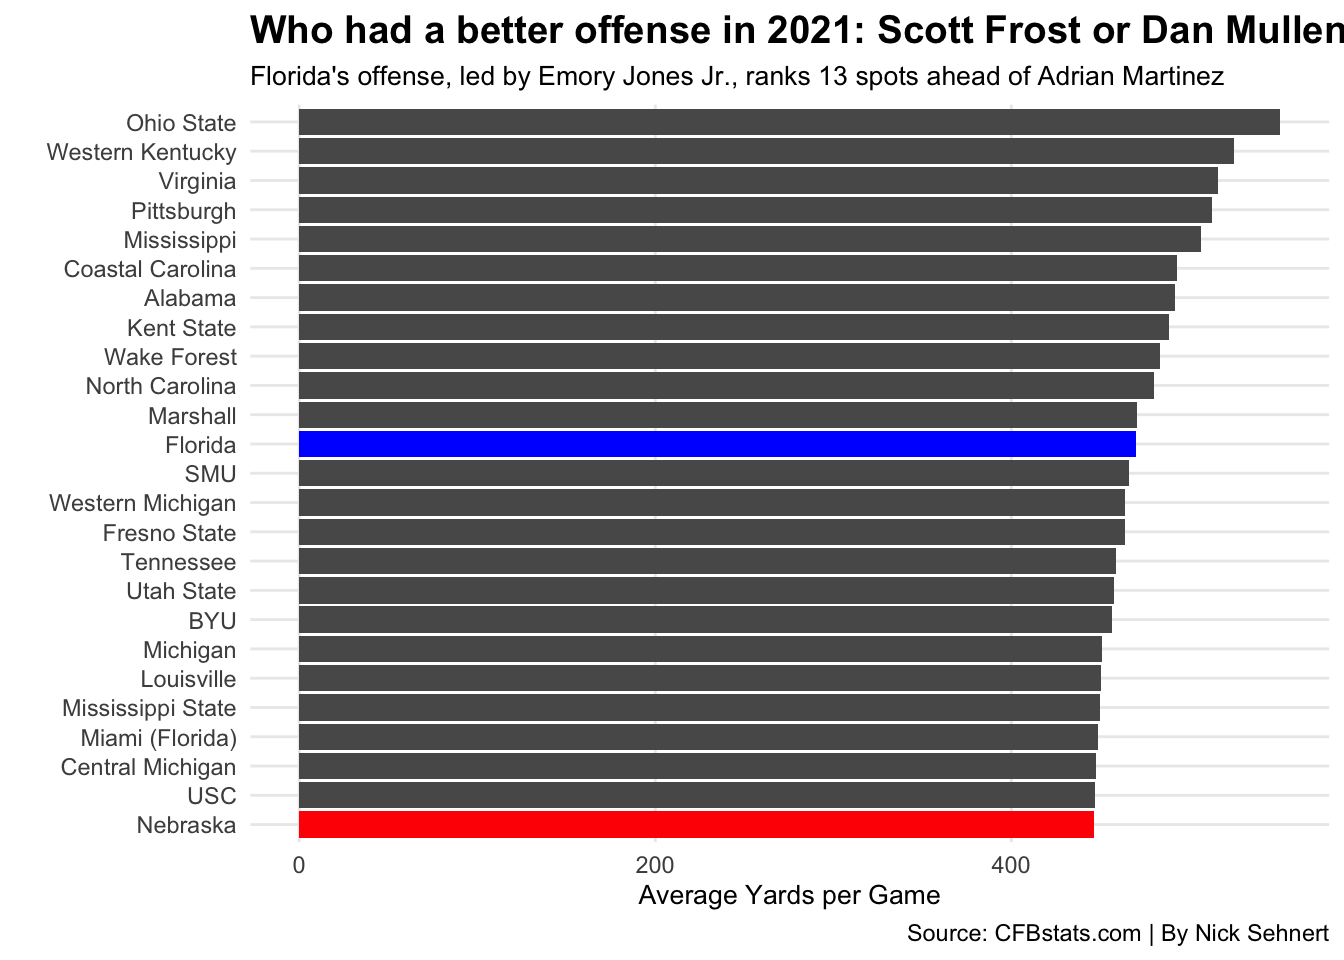 Who had a better offense in 2021: Scott Frost or Dan Mullen
Florida's offense, led by Emory Jones Jr., ranks 13 spots ahead of Adrian Martinez
Ohio State
Western Kentucky
Virginia
Pittsburgh
Mississippi
Coastal Carolina
Alabama
Kent State
Wake Forest
North Carolina
Marshall
Florida
SMU
Western Michigan
Fresno State
Tennessee
Utah State
BYU
Michigan
Louisville
Mississippi State
Miami (Florida)
Central Michigan
USC
Nebraska
0 200 400
Average Yards per Game
Source: CFBstats.com | By Nick Sehnert